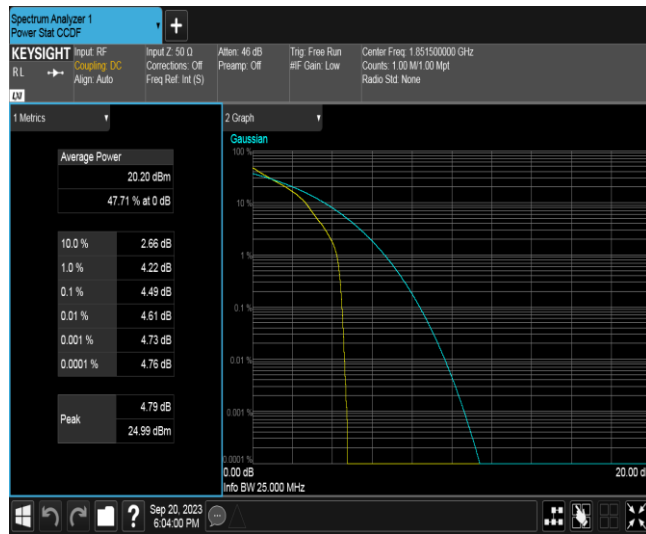 Spectrum Analyzer 1
Power Stat CCDF
+
KEYSIGHT
RL
LXI
Input: RF
Coupling: DC
Align: Auto
Input Z: 50 Ω
Corrections: Off
Freq Ref: Int (S)
Atten: 46 dB
Preamp: Off
Trig: Free Run
#IF Gain: Low
Center Freq: 1.851500000 GHz
Counts: 1.00 M/1.00 Mpt
Radio Std: None
1 Metrics
Average Power
20.20 dBm
47.71 % at 0 dB
10.0 % 2.66 dB
1.0 % 4.22 dB
0.1 % 4.49 dB
0.01 % 4.61 dB
0.001 % 4.73 dB
0.0001 % 4.76 dB
Peak
4.79 dB
24.99 dBm
2 Graph
Gaussian
100 %
10 %
1 %
0.1 %
0.01 %
0.001 %
0.0001 %
0.00 dB
20.00 d
Info BW 25.000 MHz
?
Sep 20, 2023
6:04:00 PM